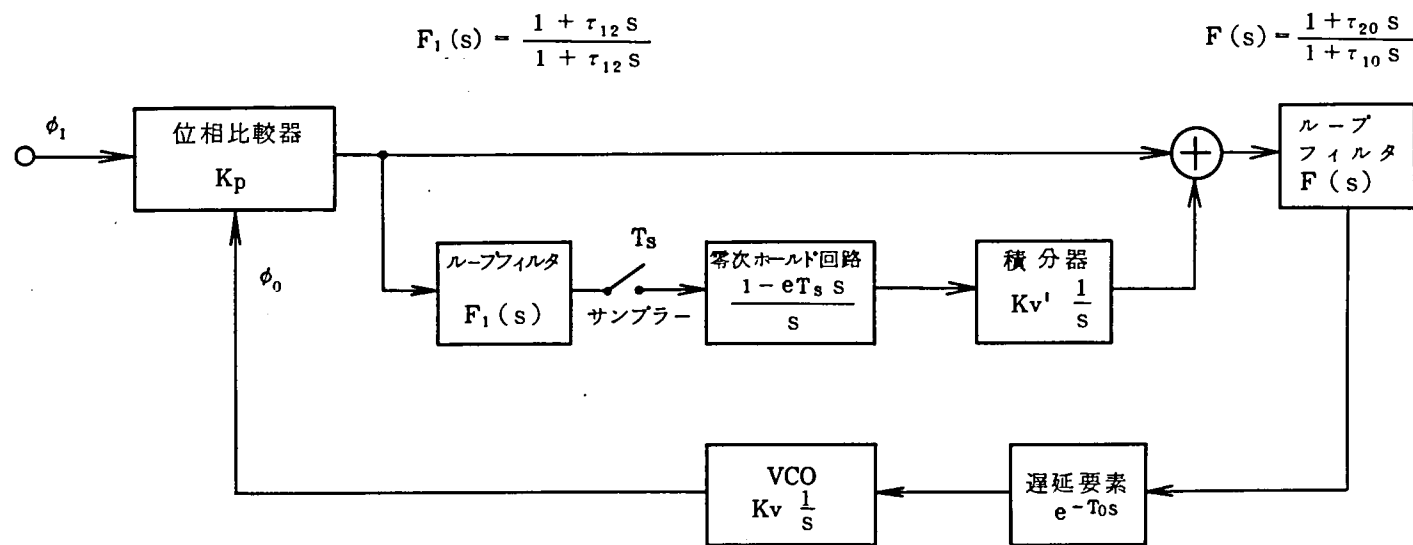 F₁(s) = (1 + τ₁₂ s) / (1 + τ₁₂ s)
F(s) = (1 + τ₂₀ s) / (1 + τ₁₀ s)
φ₁
位相比較器
Kp
ループ
フィルタ
F(s)
φ₀
ループフィルタ
F₁(s)
Ts
サンプラー
零次ホールド回路
(1 - eTₛ s) / s
積分器
Kv' 1/s
VCO
Kv 1/s
遅延要素
e⁻ᵀ⁰ˢ